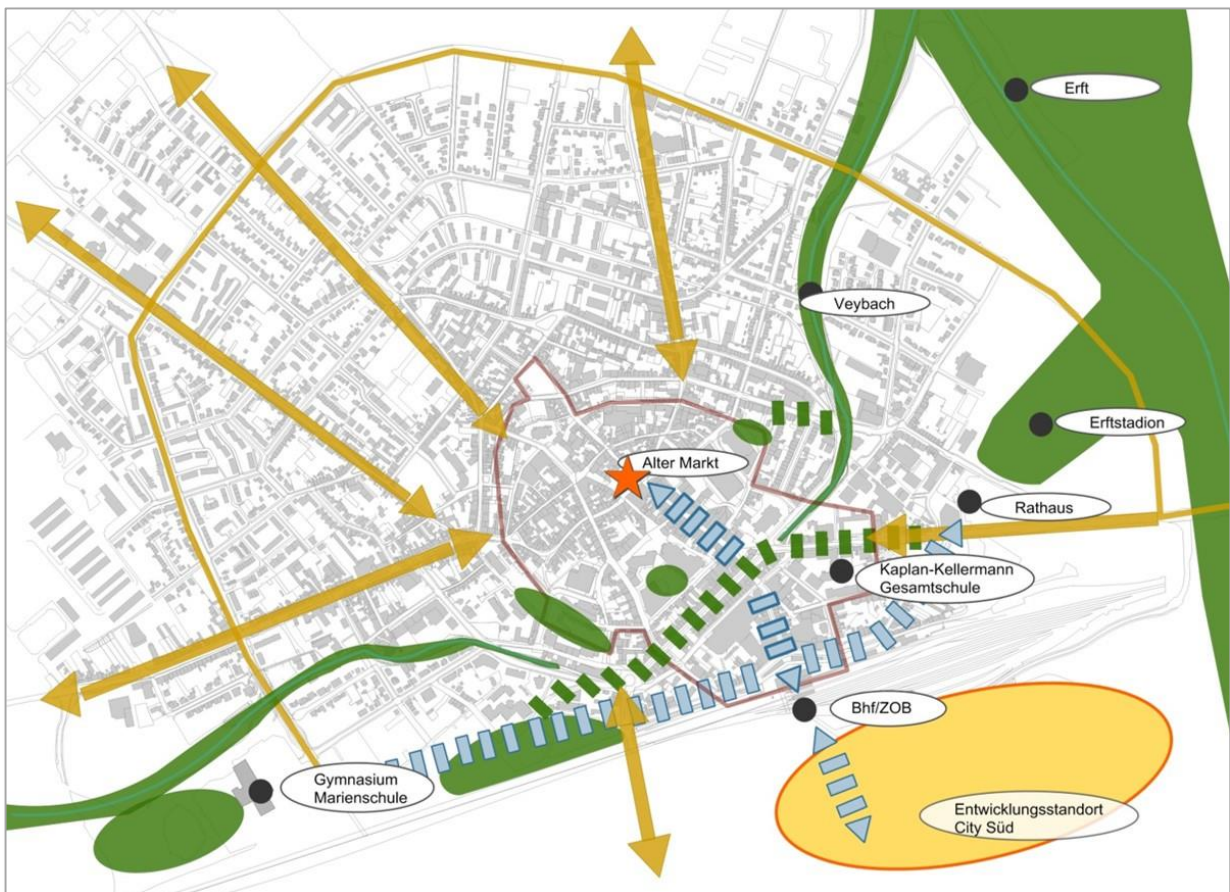 Erft
Veybach
Erftstadion
Alter Markt
Rathaus
Kaplan-Kellermann
Gesamtschule
Bhf/ZOB
Gymnasium
Marienschule
Entwicklungsstandort
City Süd